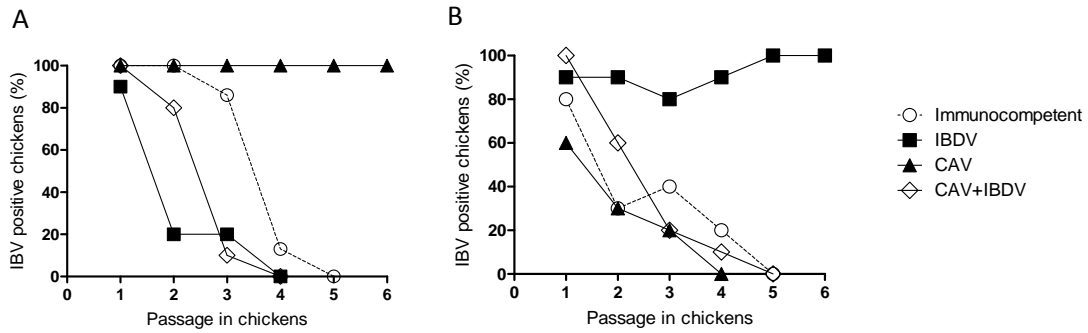 A
IBV positive chickens (%)
100
80
60
40
20
0
0 1 2 3 4 5 6
Passage in chickens
B
IBV positive chickens (%)
100
80
60
40
20
0
0 1 2 3 4 5 6
Passage in chickens
Immunocompetent
IBDV
CAV
CAV+IBDV